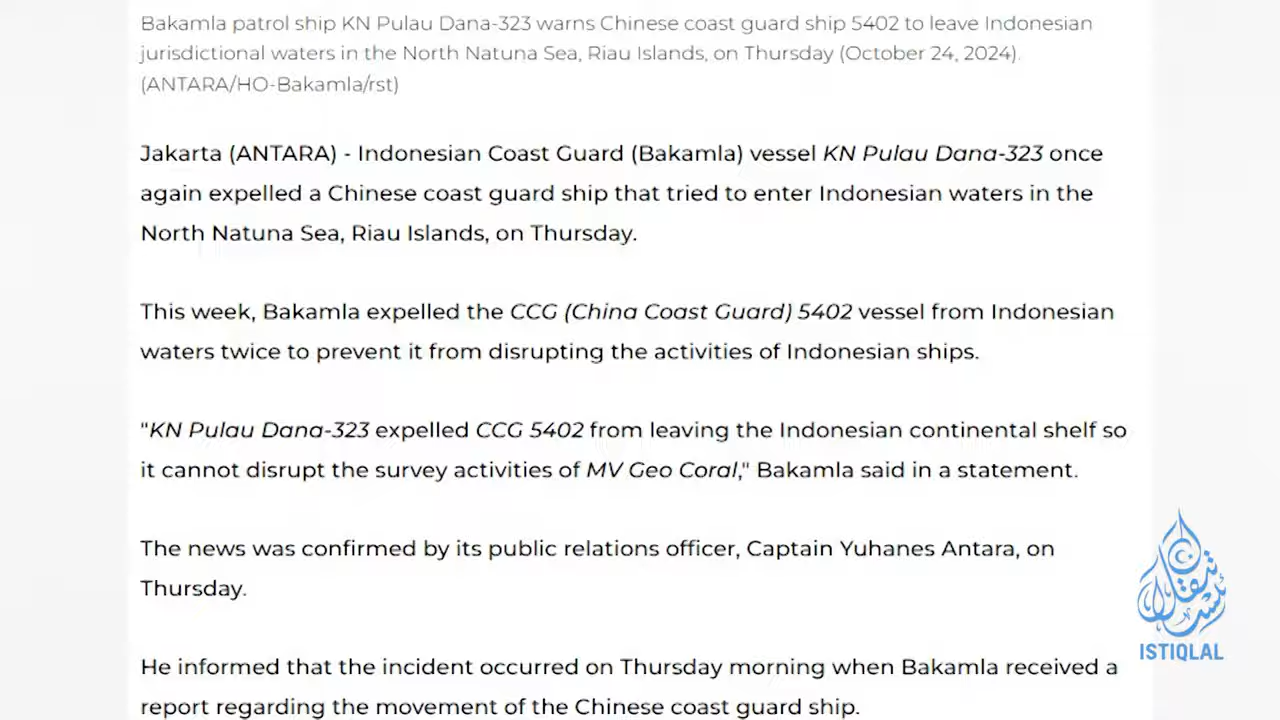 Bakamla patrol ship KN Pulau Dana-323 warns Chinese coast guard ship 5402 to leave Indonesian
jurisdictional waters in the North Natuna Sea, Riau Islands, on Thursday (October 24, 2024).
(ANTARA/HO-Bakamla/rst)
Jakarta (ANTARA) - Indonesian Coast Guard (Bakamla) vessel KN Pulau Dana-323 once
again expelled a Chinese coast guard ship that tried to enter Indonesian waters in the
North Natuna Sea, Riau Islands, on Thursday.
This week, Bakamla expelled the CCG (China Coast Guard) 5402 vessel from Indonesian
waters twice to prevent it from disrupting the activities of Indonesian ships.
"KN Pulau Dana-323 expelled CCG 5402 from leaving the Indonesian continental shelf so
it cannot disrupt the survey activities of MV Geo Coral," Bakamla said in a statement.
The news was confirmed by its public relations officer, Captain Yuhanes Antara, on
Thursday.
He informed that the incident occurred on Thursday morning when Bakamla received a
report regarding the movement of the Chinese coast guard ship.
ISTIQLAL